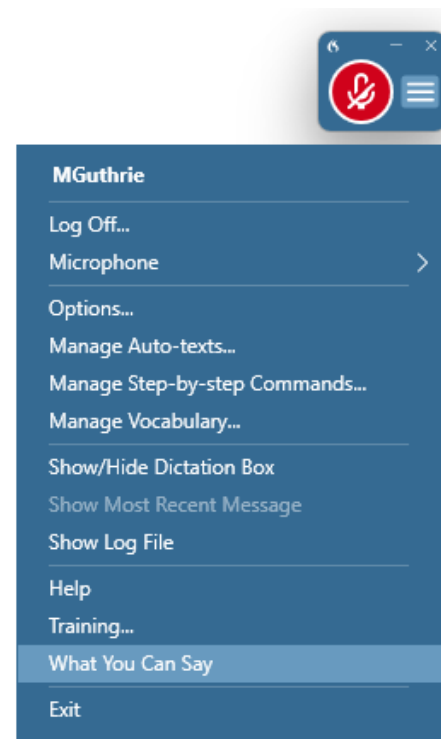 MGuthrie
Log Off...
Microphone
Options...
Manage Auto-texts...
Manage Step-by-step Commands...
Manage Vocabulary...
Show/Hide Dictation Box
Show Most Recent Message
Show Log File
Help
Training...
What You Can Say
Exit